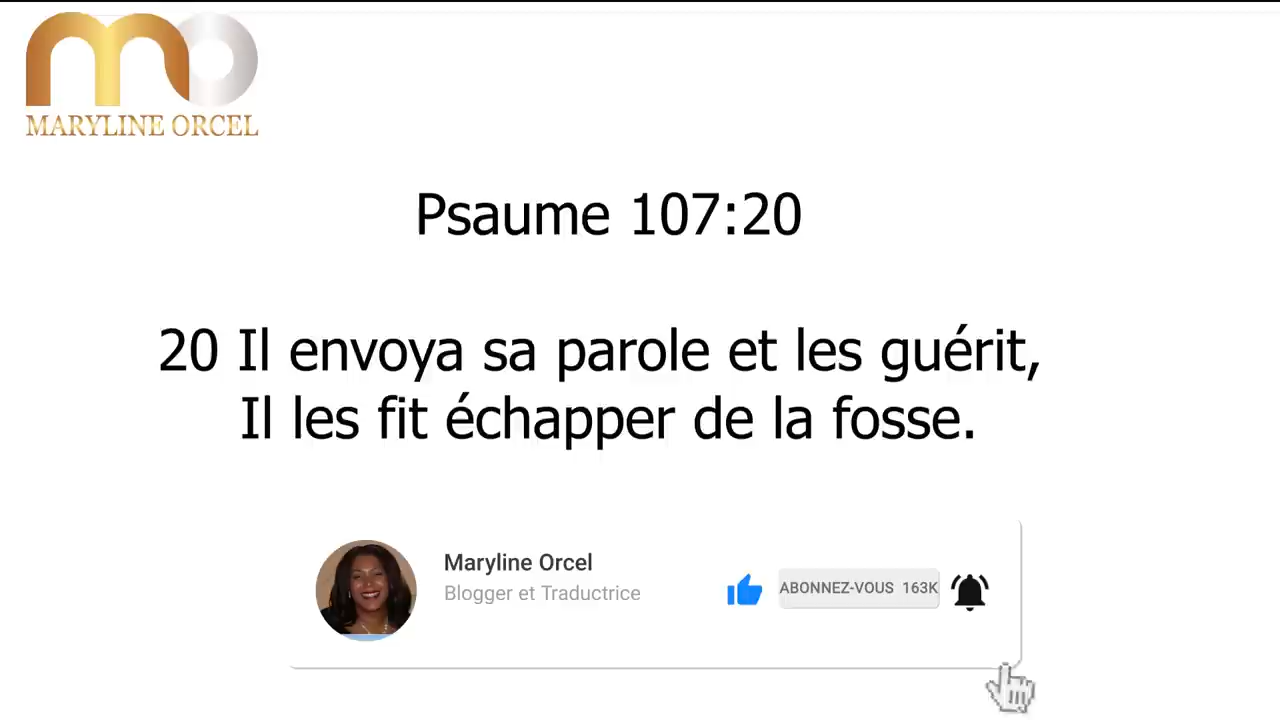 mo
MARYLINE ORCEL
Psaume 107:20
20 Il envoya sa parole et les guérit,
Il les fit échapper de la fosse.
Maryline Orcel
Blogger et Traductrice
ABONNEZ-VOUS 163K